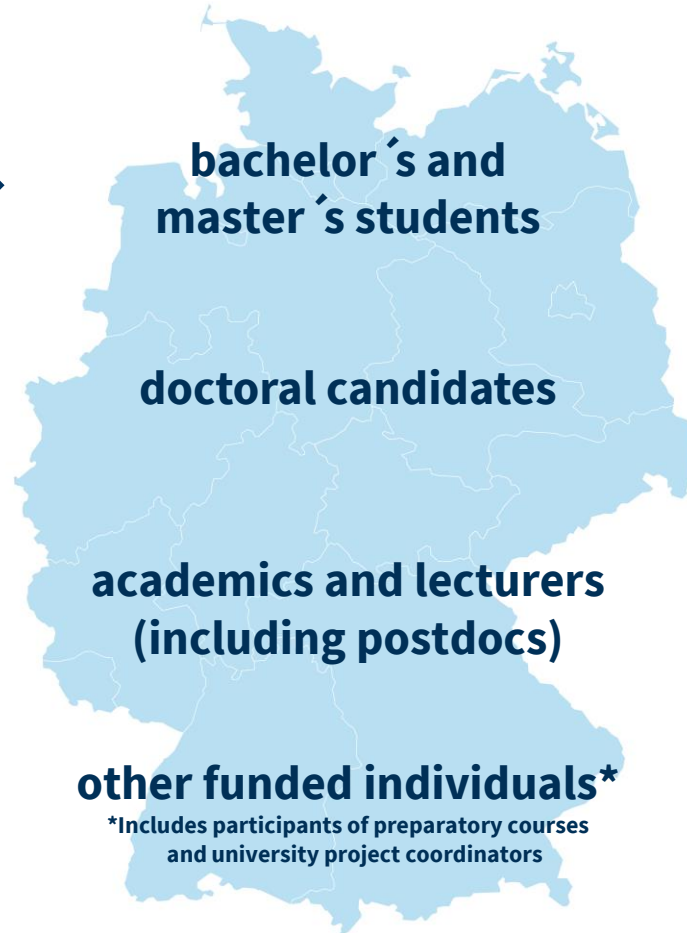 bachelor ´s and
master ´s students
doctoral candidates
academics and lecturers
(including postdocs)
other funded individuals*
*Includes participants of preparatory courses
and university project coordinators